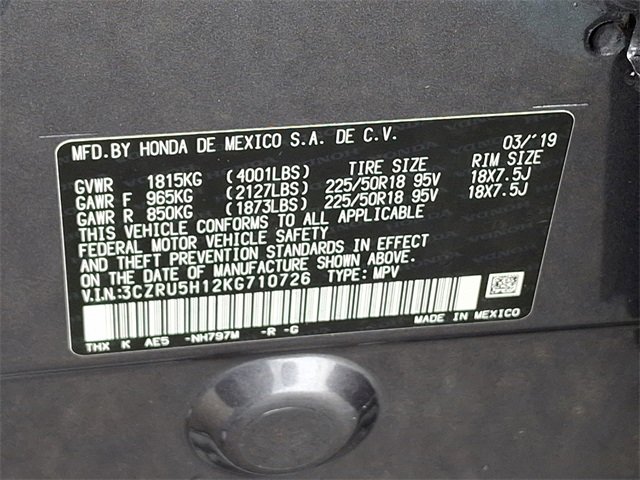 MFD.BY HONDA DE MEXICO S.A. DE C.V. 03/'19
TIRE SIZE RIM SIZE
GVWR 1815KG (4001LBS)
GAWR F 965KG (2127LBS) 225/50R18 95V 18X7.5J
GAWR R 850KG (1873LBS) 225/50R18 95V 18X7.5J
THIS VEHICLE CONFORMS TO ALL APPLICABLE
FEDERAL MOTOR VEHICLE SAFETY
AND THEFT PREVENTION STANDARDS IN EFFECT
ON THE DATE OF MANUFACTURE SHOWN ABOVE.
V.I.N.:3CZRU5H12KG710726 TYPE: MPV
MADE IN MEXICO
THX K AE5 -NH797M -R -G